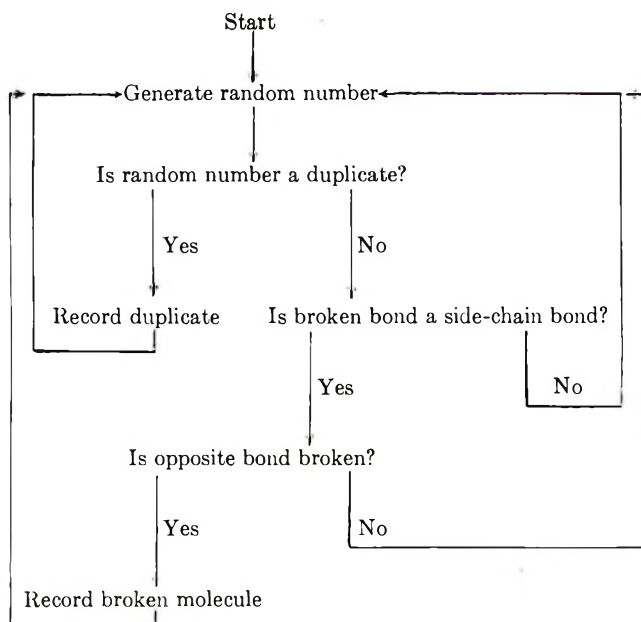 Start
Generate random number
Is random number a duplicate?
Yes
No
Record duplicate
Is broken bond a side-chain bond?
Yes
No
Is opposite bond broken?
Yes
No
Record broken molecule